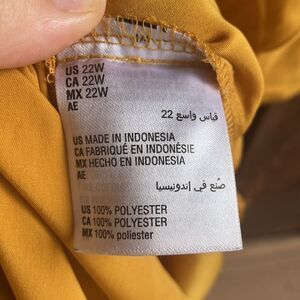 US 22W
CA 22W
MX 22W
AE
قياس واسع 22
US MADE IN INDONESIA
CA FABRIQUÉ EN INDONÉSIE
MX HECHO EN INDONESIA
AE
صُنع في إندونيسيا
US 100% POLYESTER
CA 100% POLYESTER
MX 100% poliester